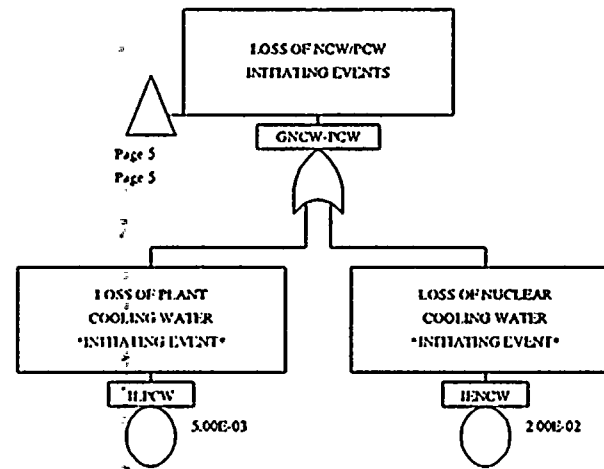 LOSS OF NCW/PCW
INITIATING EVENTS
GNCW-PCW
Page 5
Page 5
LOSS OF PLANT
COOLING WATER
*INITIATING EVENT*
LOSS OF NUCLEAR
COOLING WATER
*INITIATING EVENT*
5.00E-03
IENCW
2.00E-02